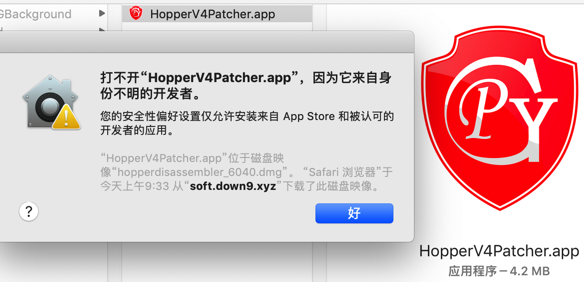 GBackground
HopperV4Patcher.app
打不开“HopperV4Patcher.app”，因为它来自身
份不明的开发者。
您的安全性偏好设置仅允许安装来自 App Store 和被认可的
开发者的应用。
“HopperV4Patcher.app”位于磁盘映
像“hopperdisassembler_6040.dmg”。“Safari 浏览器”于
今天上午9:33 从“soft.down9.xyz”下载了此磁盘映像。
?
好
CPY
HopperV4Patcher.app
应用程序 – 4.2 MB